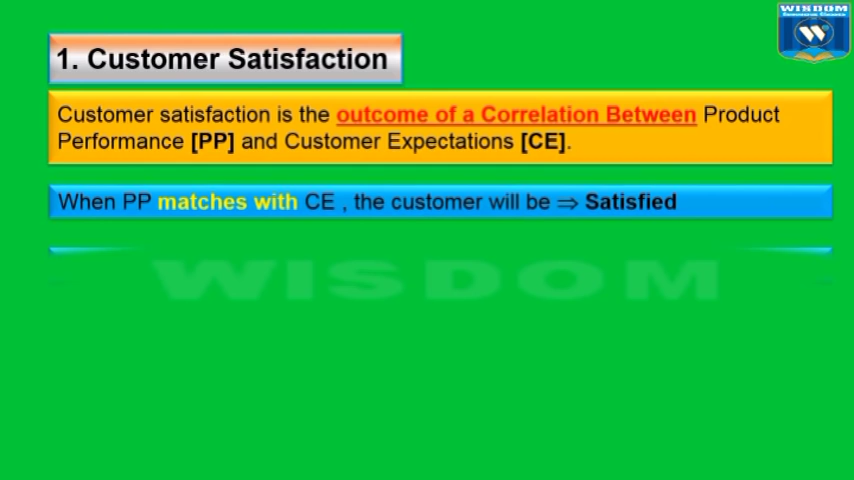 WISDOM
1. Customer Satisfaction
Customer satisfaction is the outcome of a Correlation Between Product
Performance [PP] and Customer Expectations [CE].
When PP matches with CE , the customer will be ⇒ Satisfied
WISDOM